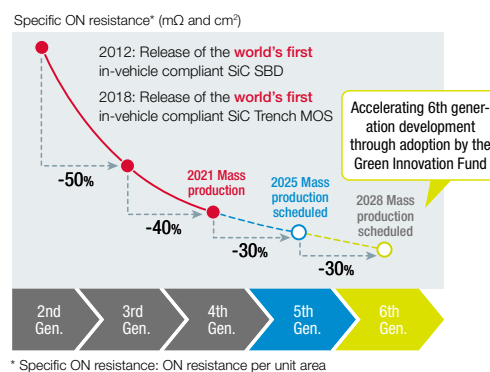 Specific ON resistance* (mΩ and cm²)
2012: Release of the world's first
in-vehicle compliant SiC SBD
2018: Release of the world's first
in-vehicle compliant SiC Trench MOS
Accelerating 6th gener-
ation development
through adoption by the
Green Innovation Fund
-50%
2021 Mass
production
2025 Mass
production
scheduled
2028 Mass
production
scheduled
-40%
-30%
-30%
2nd
Gen.
3rd
Gen.
4th
Gen.
5th
Gen.
6th
Gen.
* Specific ON resistance: ON resistance per unit area